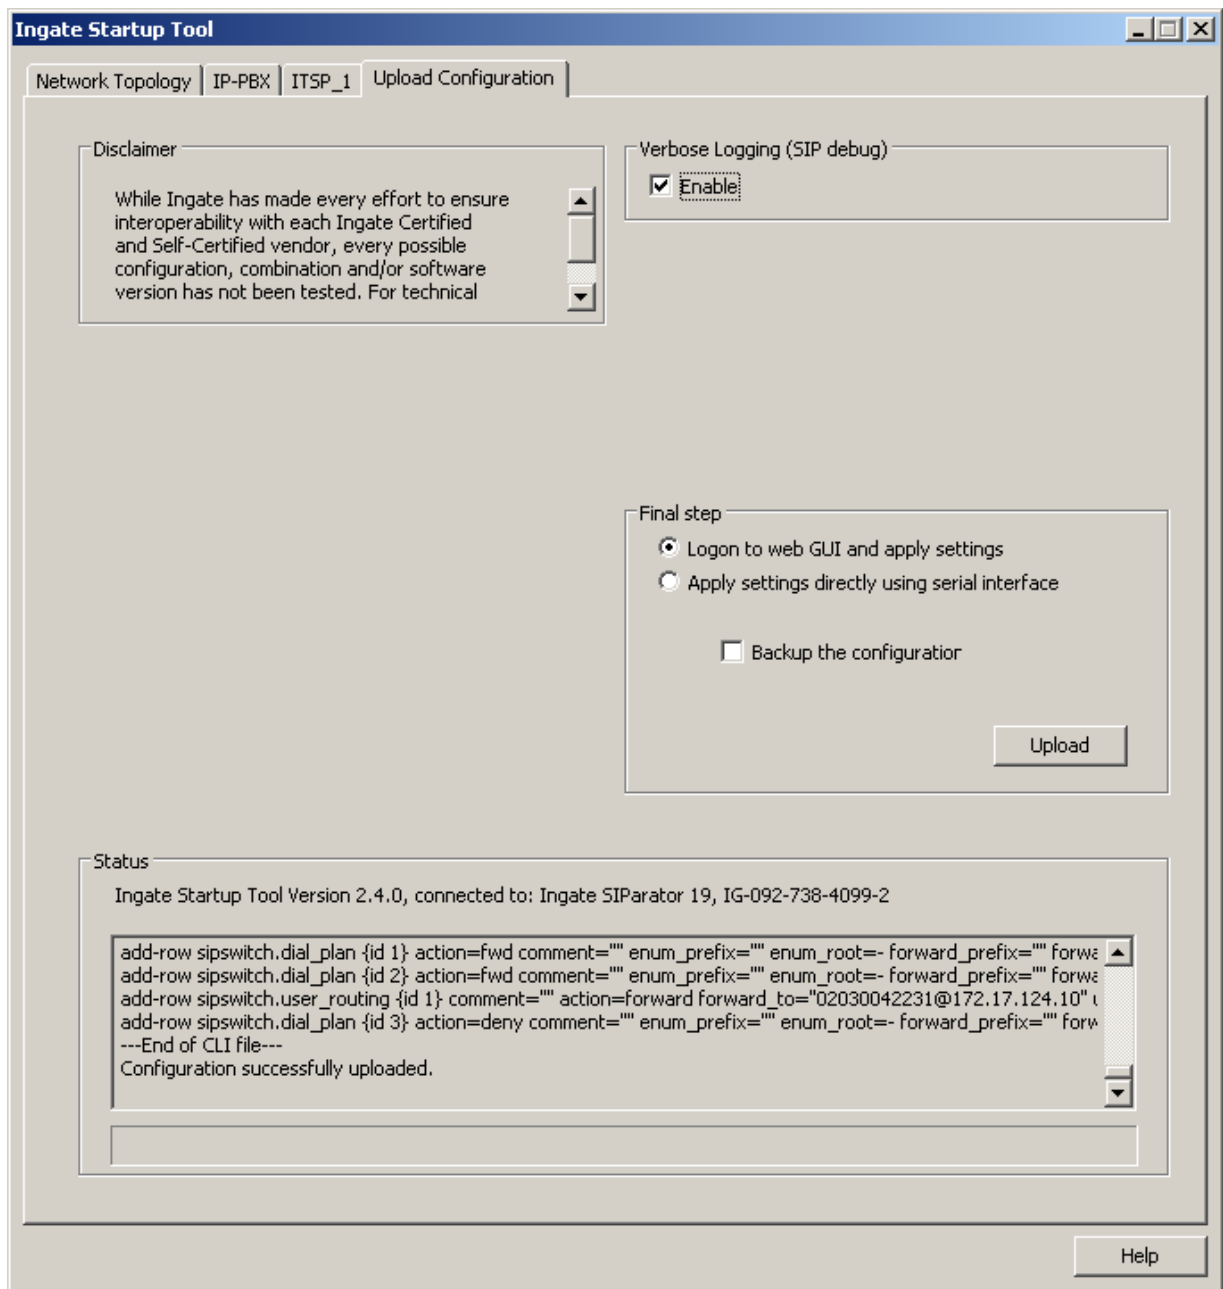 Ingate Startup Tool
Network Topology
IP-PBX
ITSP_1
Upload Configuration
Disclaimer
While Ingate has made every effort to ensure
interoperability with each Ingate Certified
and Self-Certified vendor, every possible
configuration, combination and/or software
version has not been tested. For technical
Verbose Logging (SIP debug)
Enable
Final step
Logon to web GUI and apply settings
Apply settings directly using serial interface
Backup the configuration
Upload
Status
Ingate Startup Tool Version 2.4.0, connected to: Ingate SIParator 19, IG-092-738-4099-2
add-row sipswitch.dial_plan {id 1} action=fwd comment="" enum_prefix="" enum_root=- forward_prefix="" forwa
add-row sipswitch.dial_plan {id 2} action=fwd comment="" enum_prefix="" enum_root=- forward_prefix="" forwa
add-row sipswitch.user_routing {id 1} comment="" action=forward forward_to="02030042231@172.17.124.10" u
add-row sipswitch.dial_plan {id 3} action=deny comment="" enum_prefix="" enum_root=- forward_prefix="" forw
---End of CLI file---
Configuration successfully uploaded.
Help